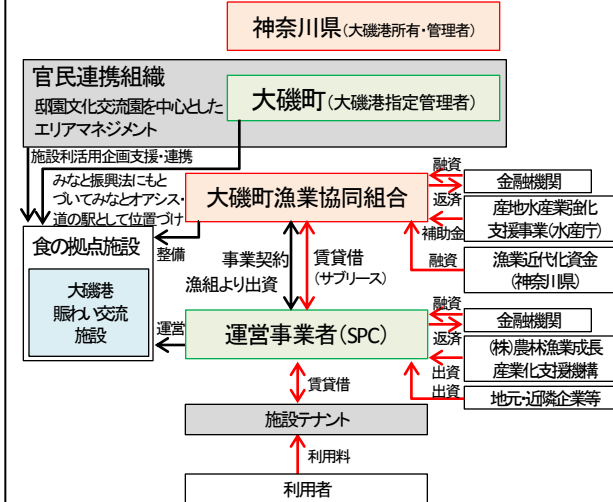 神奈川県(大磯港所有・管理者)
官民連携組織
邸園文化交流園を中心とした
エリアマネジメント
大磯町(大磯港指定管理者)
施設利活用企画支援・連携
みなと振興法にもと
づいてみなとオアシス・
道の駅として位置づけ
大磯町漁業協同組合
融資
金融機関
返済
産地水産業強化
支援事業(水産庁)
補助金
融資
漁業近代化資金
(神奈川県)
食の拠点施設
整備
大磯港
賑わい交流
施設
事業契約
漁組より出資
賃貸借
(サブリース)
運営
運営事業者(SPC)
融資
金融機関
返済
(株)農林漁業成長
産業化支援機構
出資
出資
地元・近隣企業等
賃貸借
施設テナント
利用料
利用者